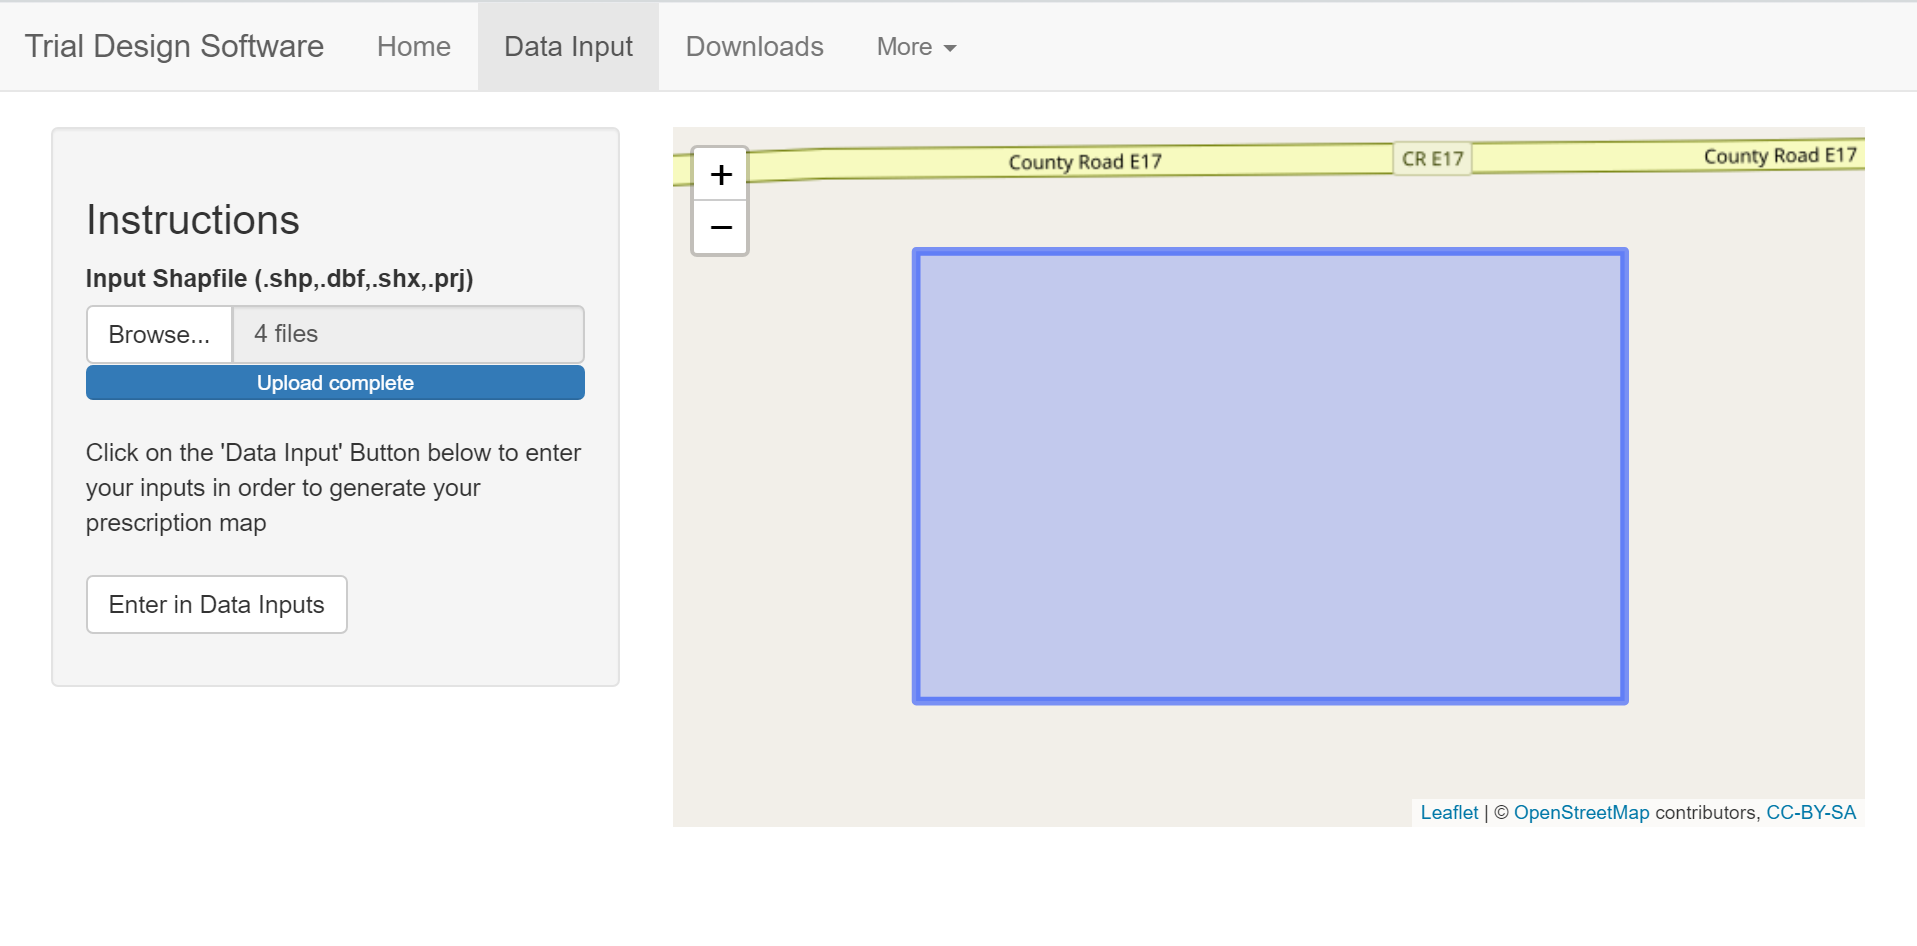 Trial Design Software Home Data Input Downloads More
Instructions
Input Shapfile (.shp,.dbf,.shx,.prj)
Browse... 4 files
Upload complete
Click on the 'Data Input' Button below to enter
your inputs in order to generate your
prescription map
Enter in Data Inputs
+
−
County Road E17 CR E17 County Road E17
Leaflet | © OpenStreetMap contributors, CC-BY-SA